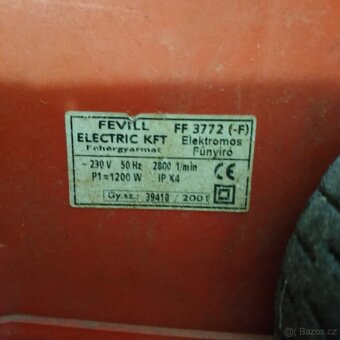 FEVILL
ELECTRIC KFT
Fehérgyarmat
FF 3772 (-F)
Elektromos
Fűnyíró
~ 230 V 50 Hz 2800 1/min
P1=1200 W IP X4
CE
Gy.sz.: 39418 / 2001
Bazos.cz